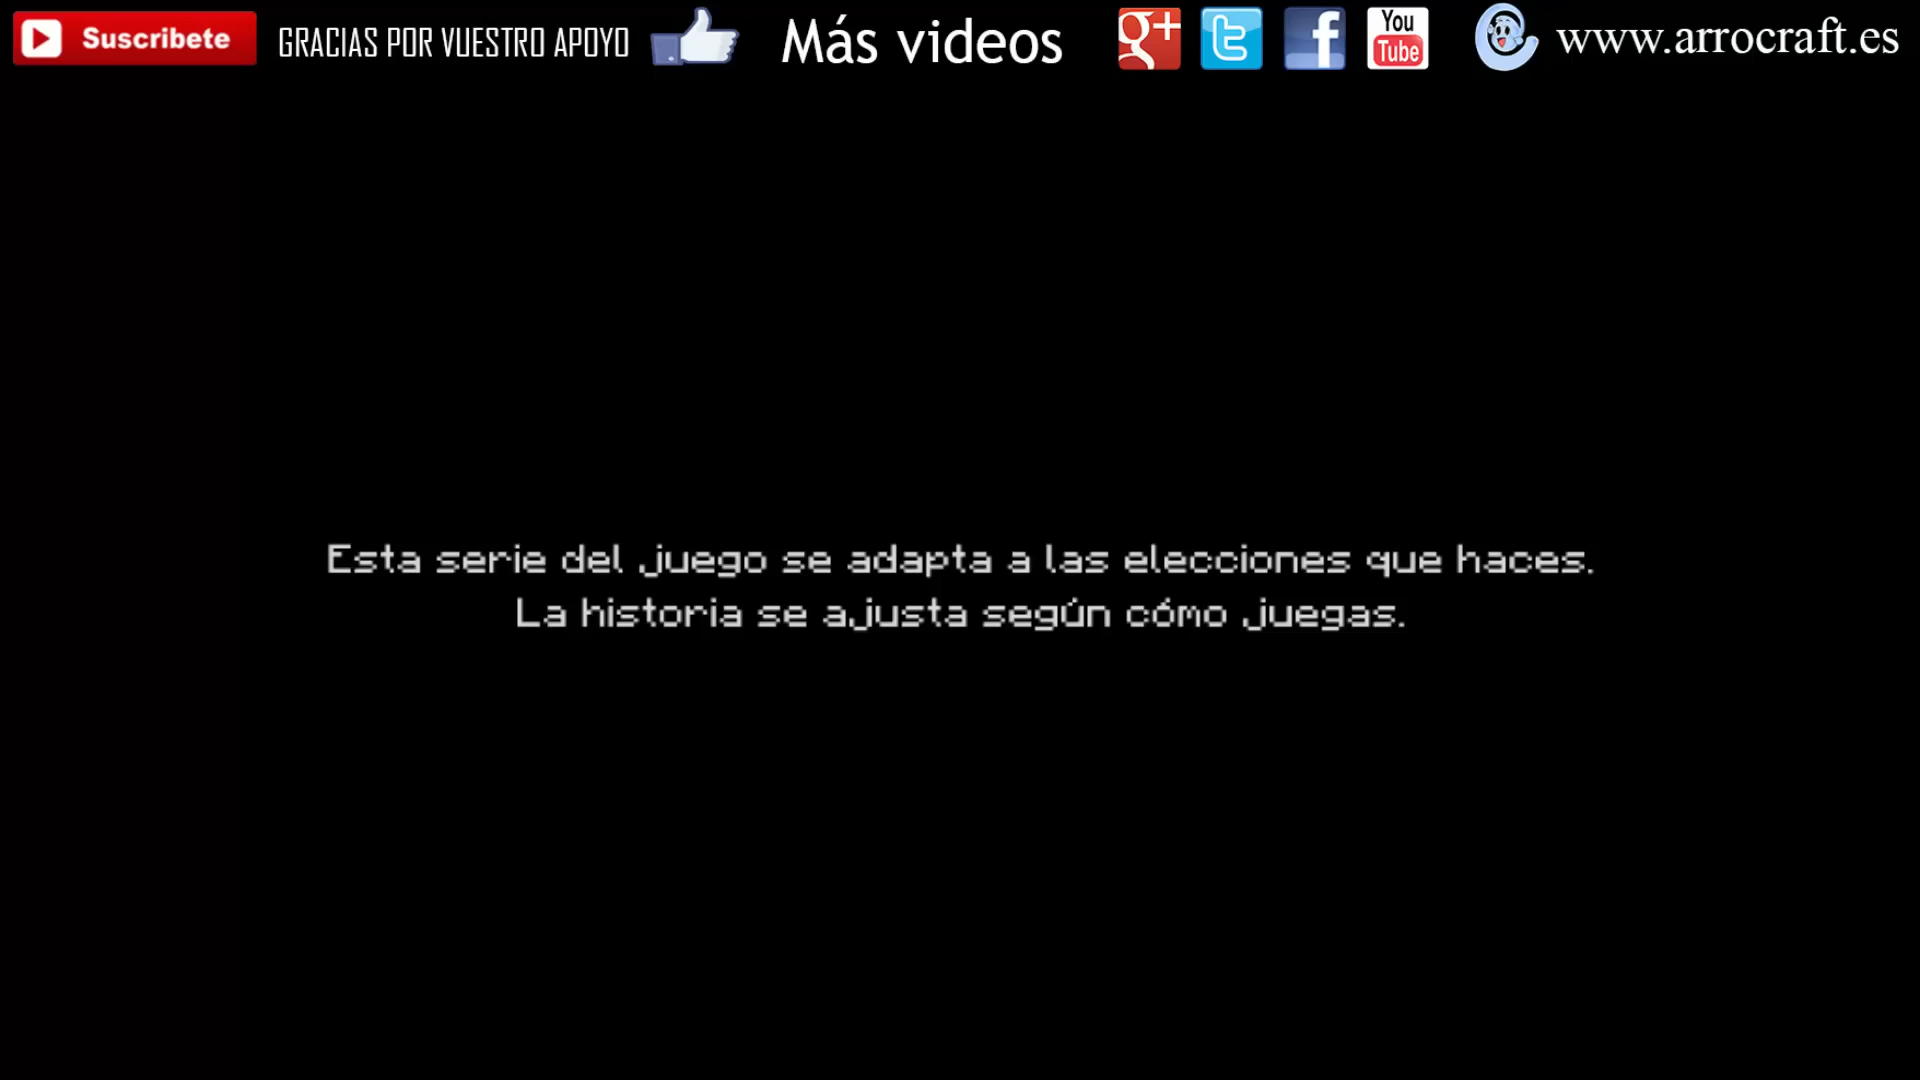 Suscribete GRACIAS POR VUESTRO APOYO Más videos g+ t f You Tube www.arrocraft.es
Esta serie del juego se adapta a las elecciones que haces.
La historia se ajusta según cómo juegas.